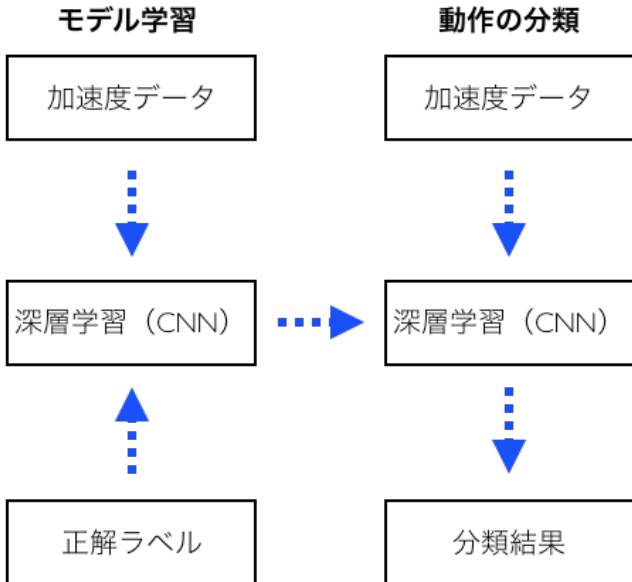 モデル学習
加速度データ
深層学習（CNN）
正解ラベル
動作の分類
加速度データ
深層学習（CNN）
分類結果